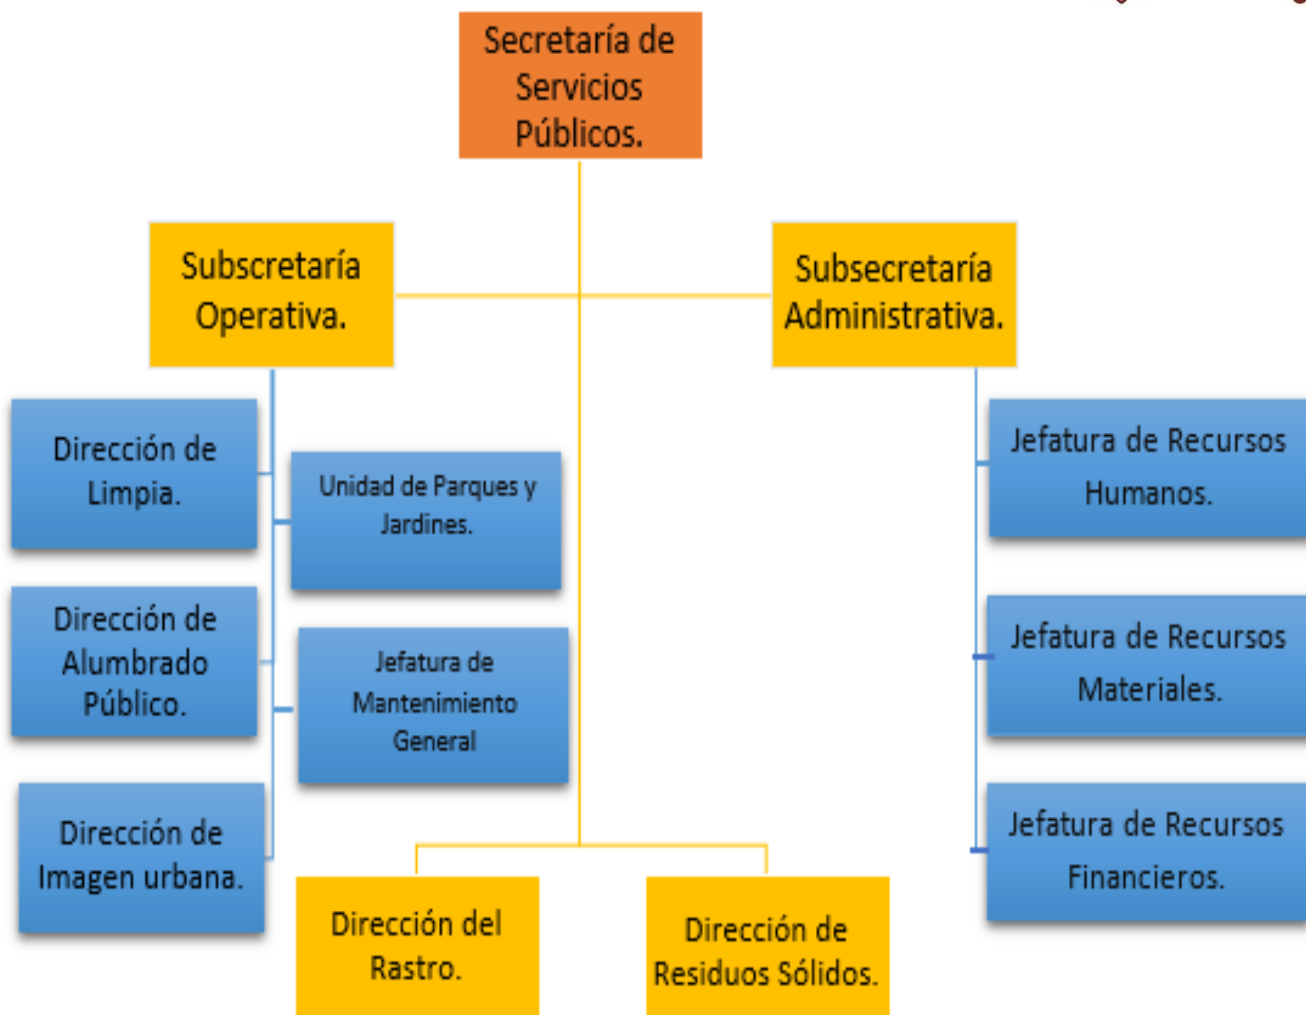 Secretaría de
Servicios
Públicos.
Subscretaría
Operativa.
Subsecretaría
Administrativa.
Dirección de
Limpia.
Unidad de Parques y
Jardines.
Jefatura de Recursos
Humanos.
Dirección de
Alumbrado
Público.
Jefatura de
Mantenimiento
General
Jefatura de Recursos
Materiales.
Dirección de
Imagen urbana.
Jefatura de Recursos
Financieros.
Dirección del
Rastro.
Dirección de
Residuos Sólidos.